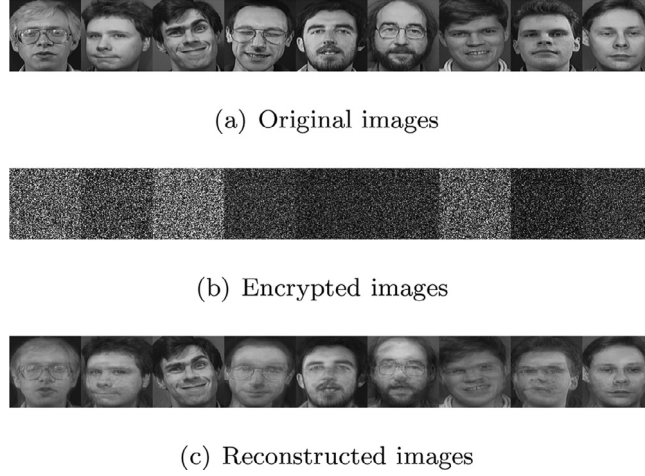 (a) Original images
(b) Encrypted images
(c) Reconstructed images